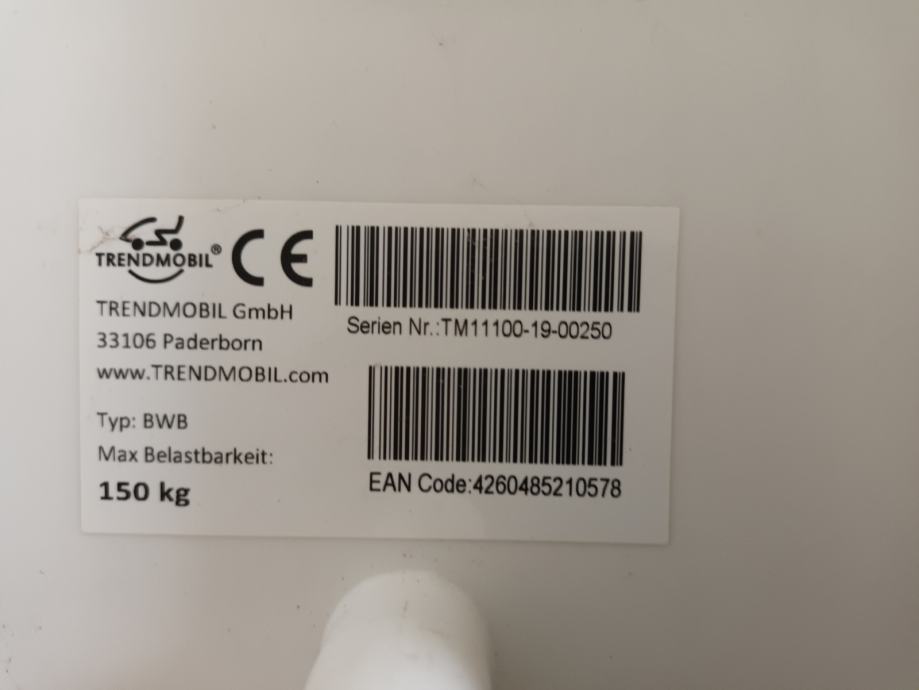 TRENDMOBIL®
CE
TRENDMOBIL GmbH
33106 Paderborn
www.TRENDMOBIL.com
Typ: BWB
Max Belastbarkeit:
150 kg
Serien Nr.:TM11100-19-00250
EAN Code:4260485210578